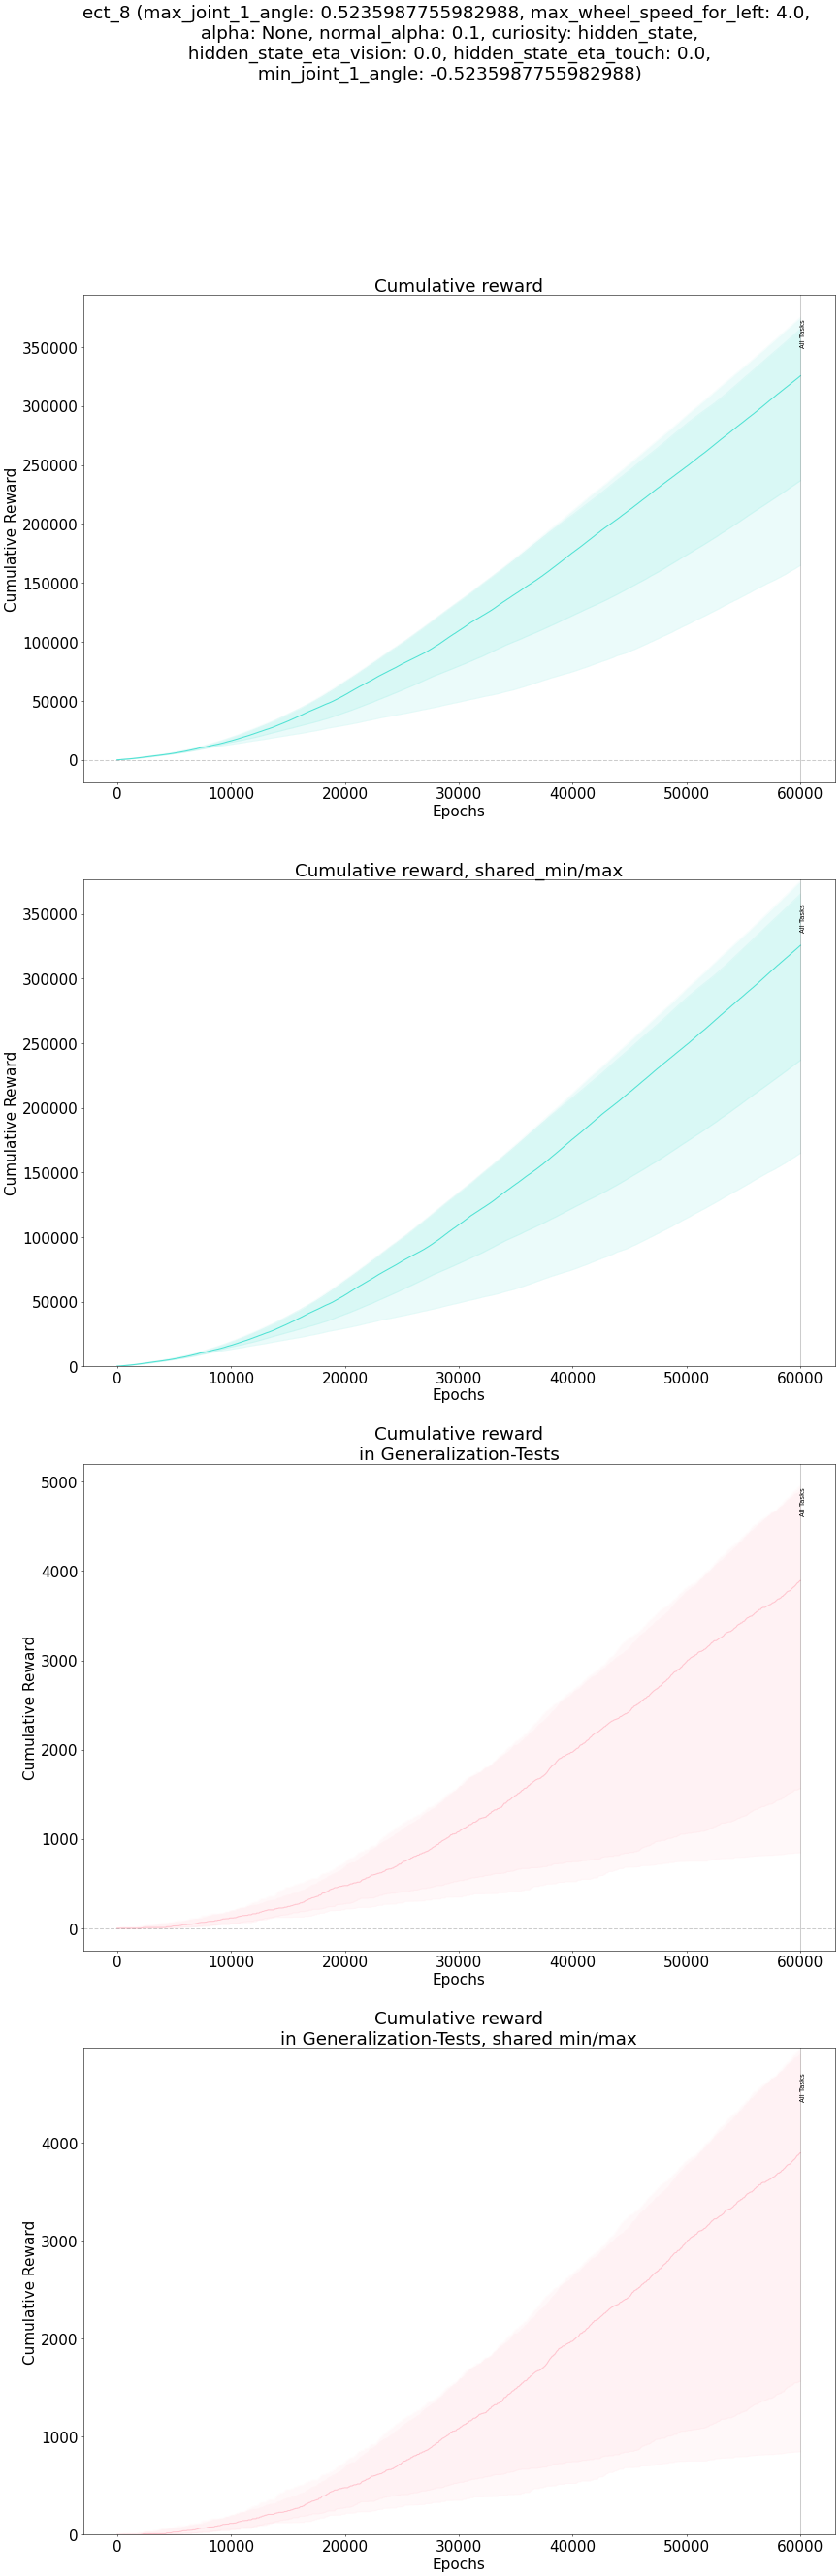 ect_8 (max_joint_1_angle: 0.5235987755982988, max_wheel_speed_for_left: 4.0,
alpha: None, normal_alpha: 0.1, curiosity: hidden_state,
hidden_state_eta_vision: 0.0, hidden_state_eta_touch: 0.0,
min_joint_1_angle: -0.5235987755982988)
Cumulative reward
350000
300000
250000
200000
150000
100000
50000
0
Cumulative Reward
All Tasks
0 10000 20000 30000 40000 50000 60000
Epochs
Cumulative reward, shared_min/max
350000
300000
250000
200000
150000
100000
50000
0
Cumulative Reward
All Tasks
0 10000 20000 30000 40000 50000 60000
Epochs
Cumulative reward
in Generalization-Tests
5000
4000
3000
2000
1000
0
Cumulative Reward
All Tasks
0 10000 20000 30000 40000 50000 60000
Epochs
Cumulative reward
in Generalization-Tests, shared min/max
4000
3000
2000
1000
0
Cumulative Reward
All Tasks
0 10000 20000 30000 40000 50000 60000
Epochs